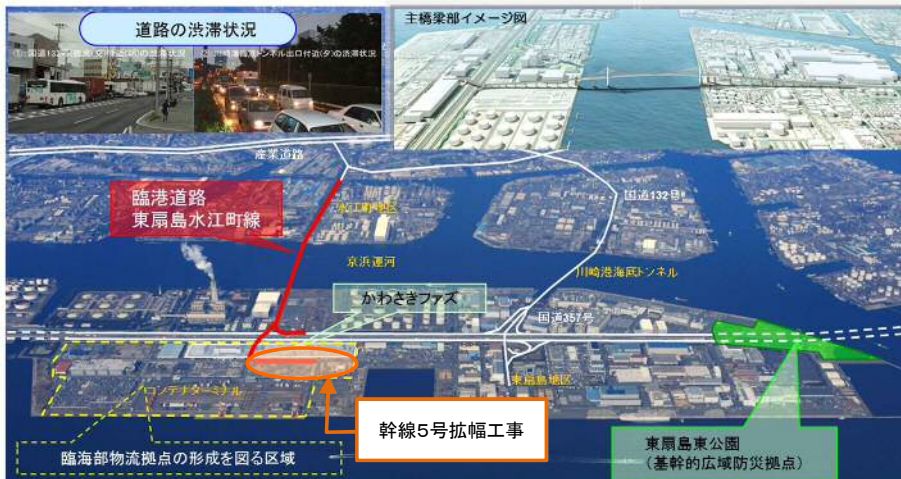 道路の渋滞状況
主橋梁部イメージ図
産業道路
臨港道路
東扇島水江町線
水江町地区
国道132号
京浜運河
川崎港海底トンネル
かわさきファズ
国道357号
コンテナターミナル
東扇島地区
幹線5号拡幅工事
臨海部物流拠点の形成を図る区域
東扇島東公園
(基幹的広域防災拠点)